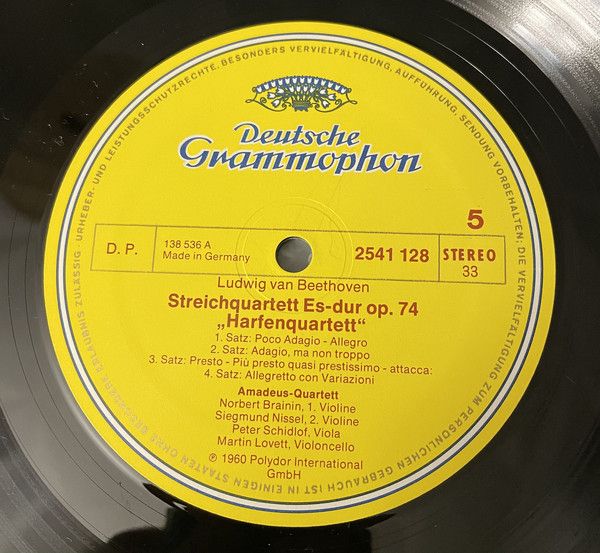 URHEBER- UND LEISTUNGSSCHUTZRECHTE, BESONDERS VERVIELFÄLTIGUNG, AUFFÜHRUNG, SENDUNG VORBEHALTEN; DIE VERVIELFÄLTIGUNG ZUM PERSÖNLICHEN GEBRAUCH IST IN EINIGEN STAATEN OHNE BESONDERE ERLAUBNIS ZULÄSSIG
Deutsche
Grammophon
5
D. P.
138 536 A
Made in Germany
2541 128
STEREO
33
Ludwig van Beethoven
Streichquartett Es-dur op. 74
„Harfenquartett“
1. Satz: Poco Adagio - Allegro
2. Satz: Adagio, ma non troppo
3. Satz: Presto - Più presto quasi prestissimo - attacca:
4. Satz: Allegretto con Variazioni
Amadeus-Quartett
Norbert Brainin, 1. Violine
Siegmund Nissel, 2. Violine
Peter Schidlof, Viola
Martin Lovett, Violoncello
℗ 1960 Polydor International
GmbH